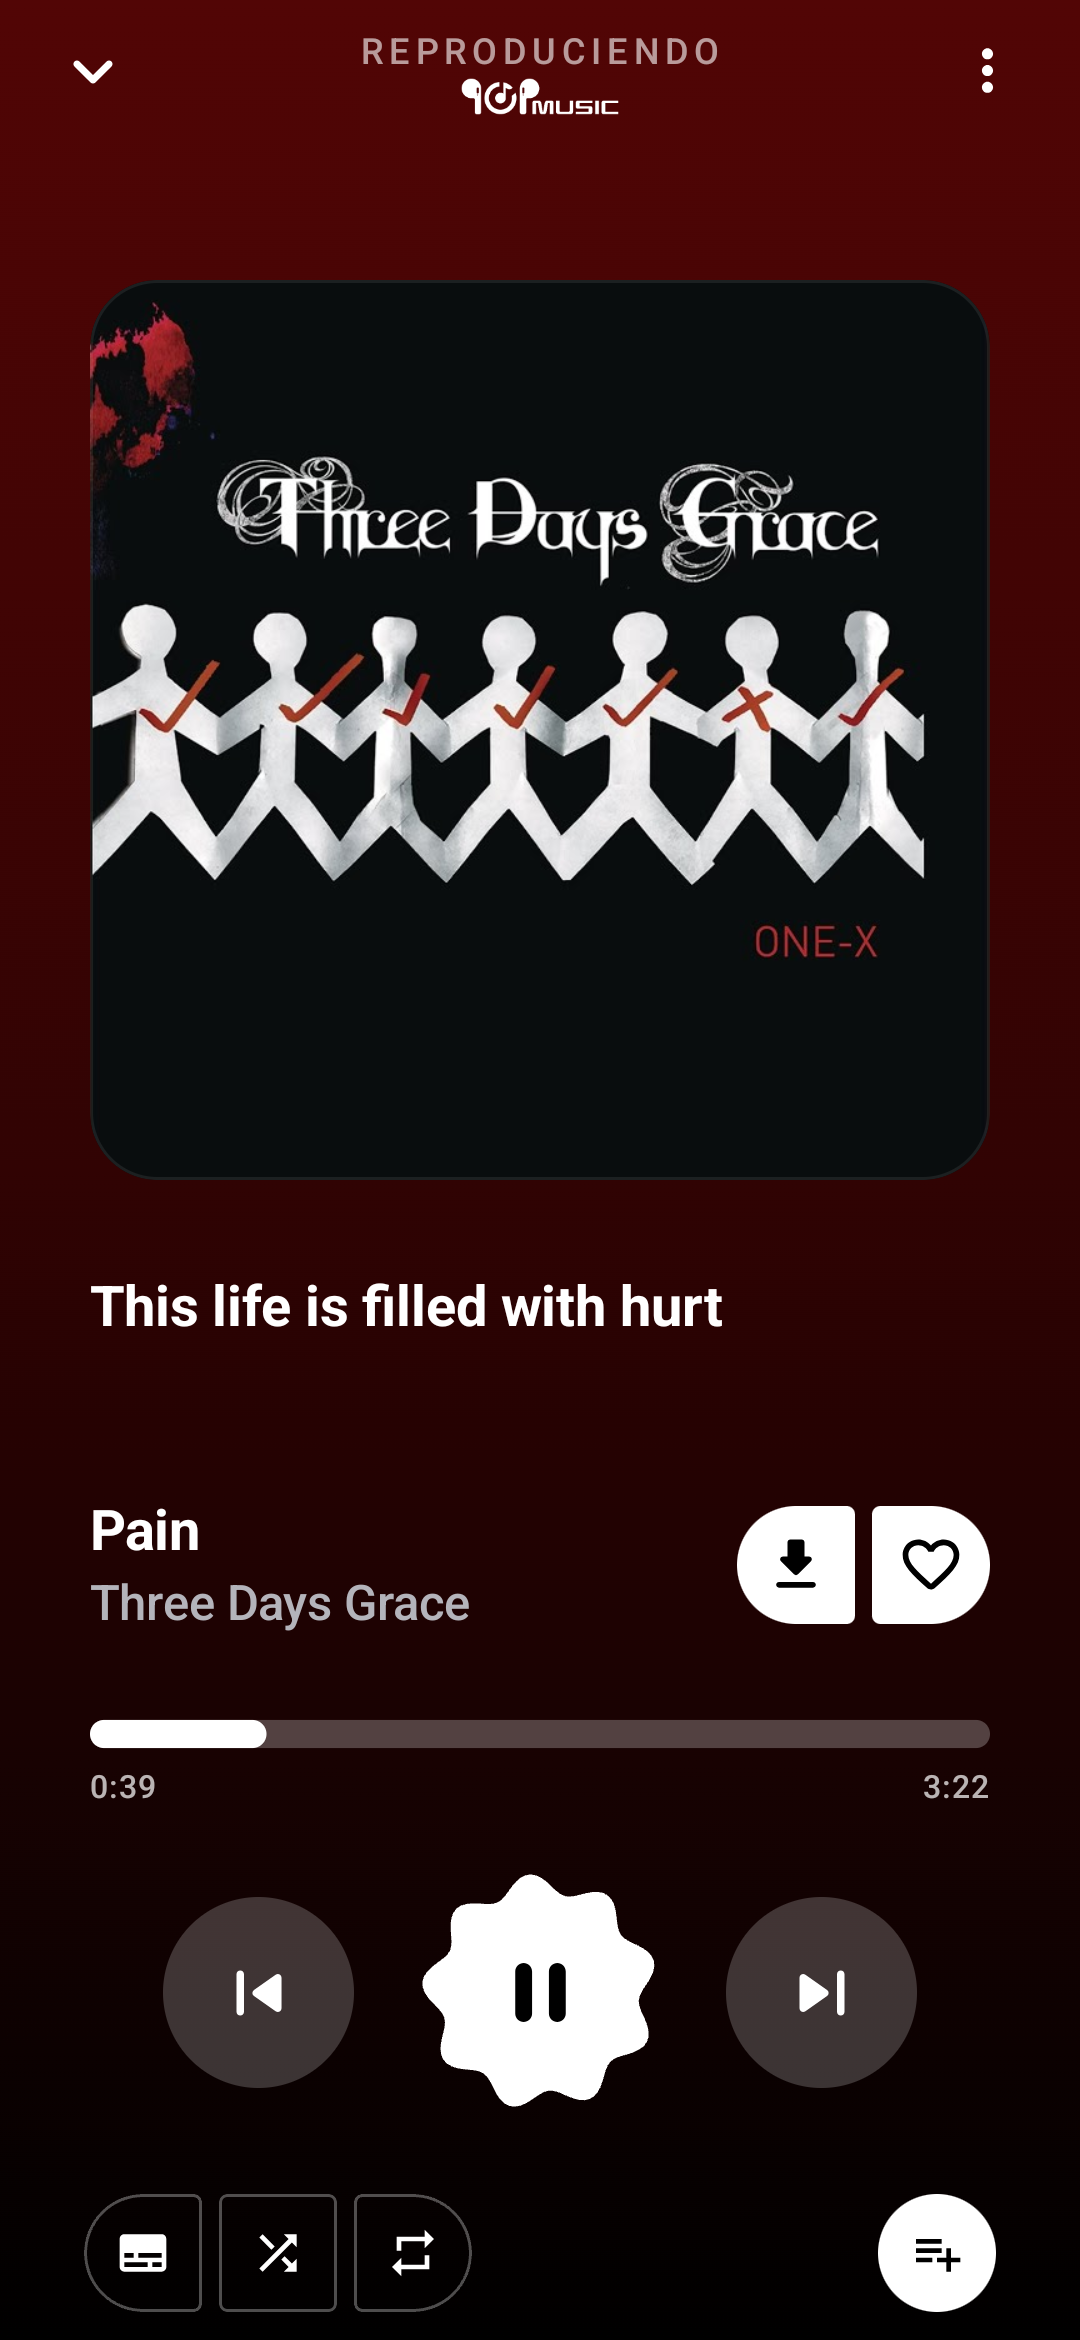 REPRODUCIENDO
POPMUSIC
Three Days Grace
ONE-X
This life is filled with hurt
Pain
Three Days Grace
0:39
3:22